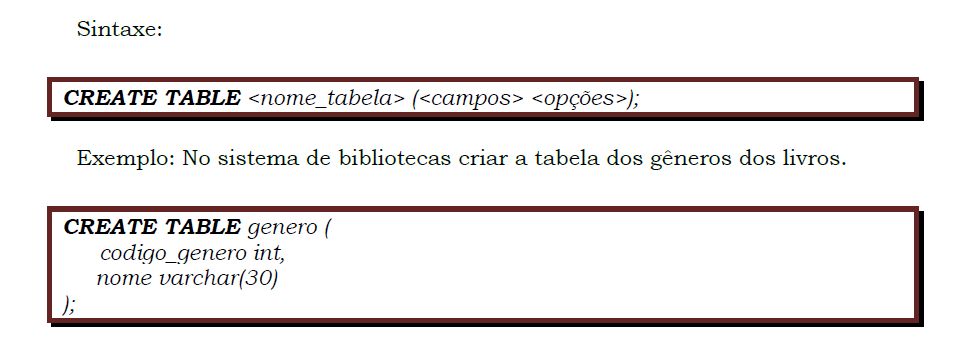 Sintaxe:
CREATE TABLE <nome_tabela> (<campos> <opções>);
Exemplo: No sistema de bibliotecas criar a tabela dos gêneros dos livros.
CREATE TABLE genero (
codigo_genero int,
nome varchar(30)
);